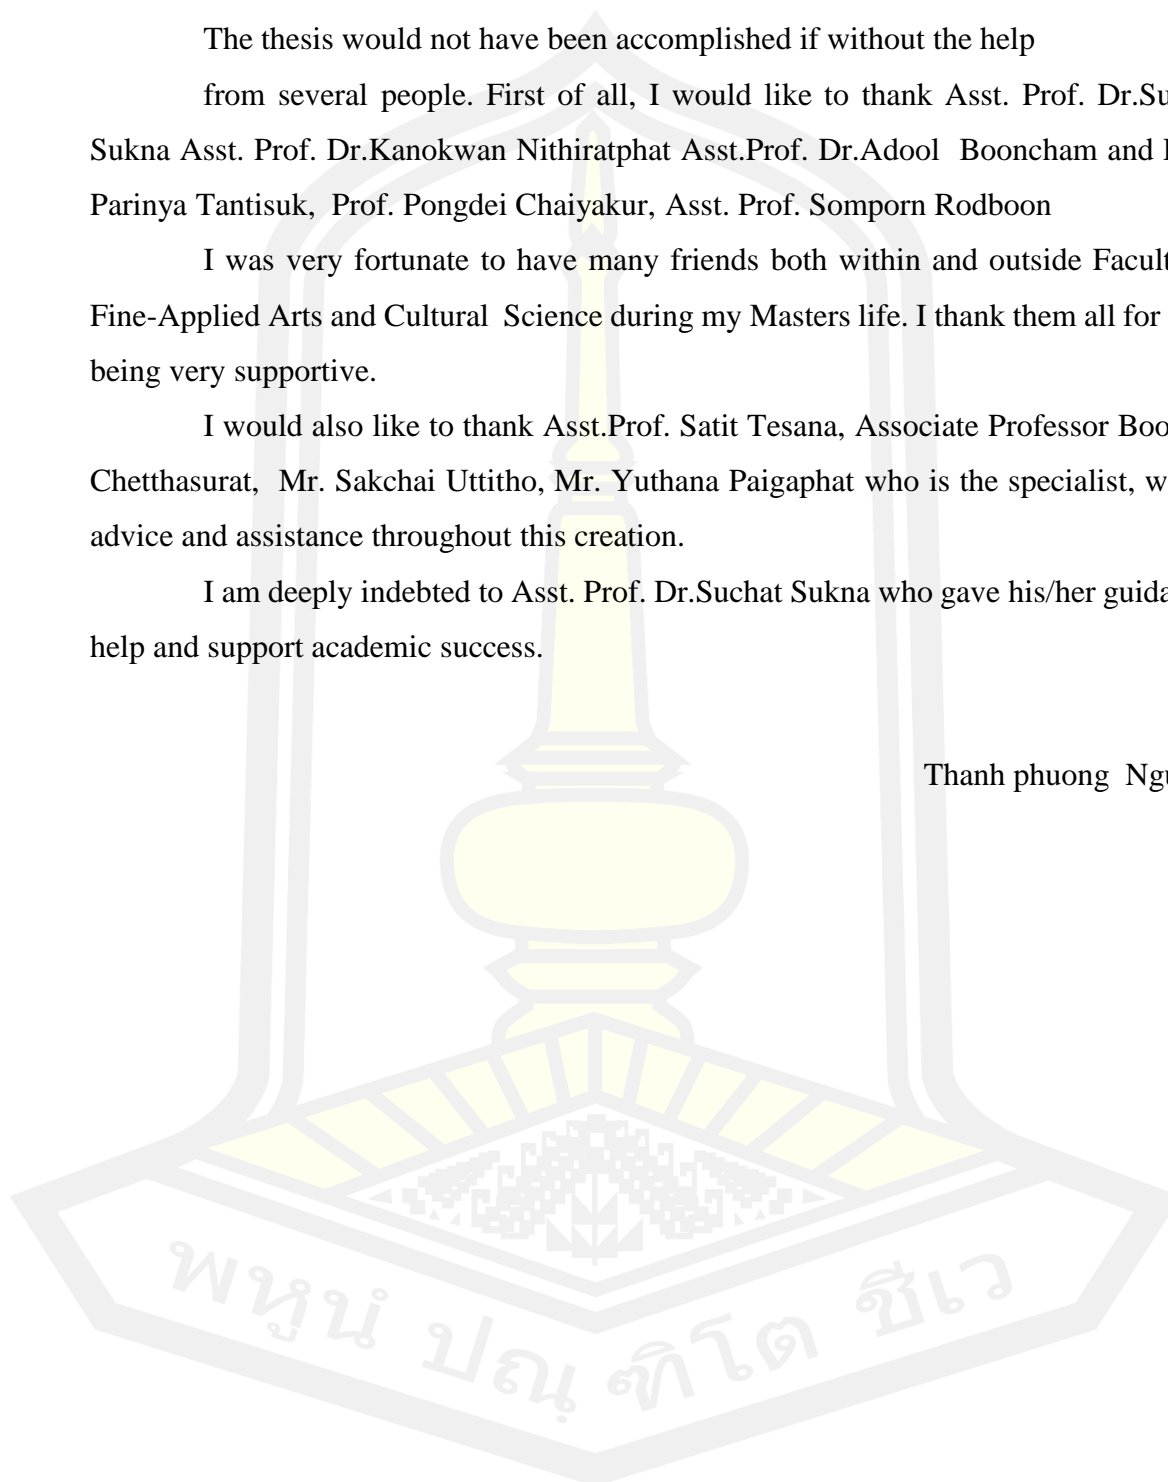 The thesis would not have been accomplished if without the help
from several people. First of all, I would like to thank Asst. Prof. Dr.Su
Sukna Asst. Prof. Dr.Kanokwan Nithiratphat Asst.Prof. Dr.Adool Booncham and
Parinya Tantisuk, Prof. Pongdei Chaiyakur, Asst. Prof. Somporn Rodboon
I was very fortunate to have many friends both within and outside Facult
Fine-Applied Arts and Cultural Science during my Masters life. I thank them all for
being very supportive.
I would also like to thank Asst.Prof. Satit Tesana, Associate Professor Boo
Chetthasurat, Mr. Sakchai Uttitho, Mr. Yuthana Paigaphat who is the specialist, w
advice and assistance throughout this creation.
I am deeply indebted to Asst. Prof. Dr.Suchat Sukna who gave his/her guida
help and support academic success.
Thanh phuong Ngu
พหูนํ ปณฺฑิโต ชีเว